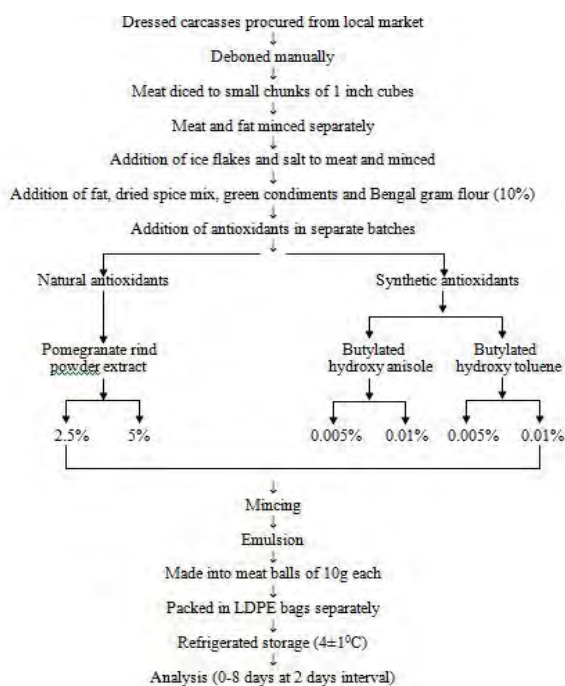 Dressed carcasses procured from local market
↓
Deboned manually
↓
Meat diced to small chunks of 1 inch cubes
↓
Meat and fat minced separately
↓
Addition of ice flakes and salt to meat and minced
↓
Addition of fat, dried spice mix, green condiments and Bengal gram flour (10%)
↓
Addition of antioxidants in separate batches
↓
Natural antioxidants
Synthetic antioxidants
Pomegranate rind
powder extract
Butylated
hydroxy anisole
Butylated
hydroxy toluene
2.5%
5%
0.005%
0.01%
0.005%
0.01%
↓
Mincing
↓
Emulsion
↓
Made into meat balls of 10g each
↓
Packed in LDPE bags separately
↓
Refrigerated storage (4±1⁰C)
↓
Analysis (0-8 days at 2 days interval)